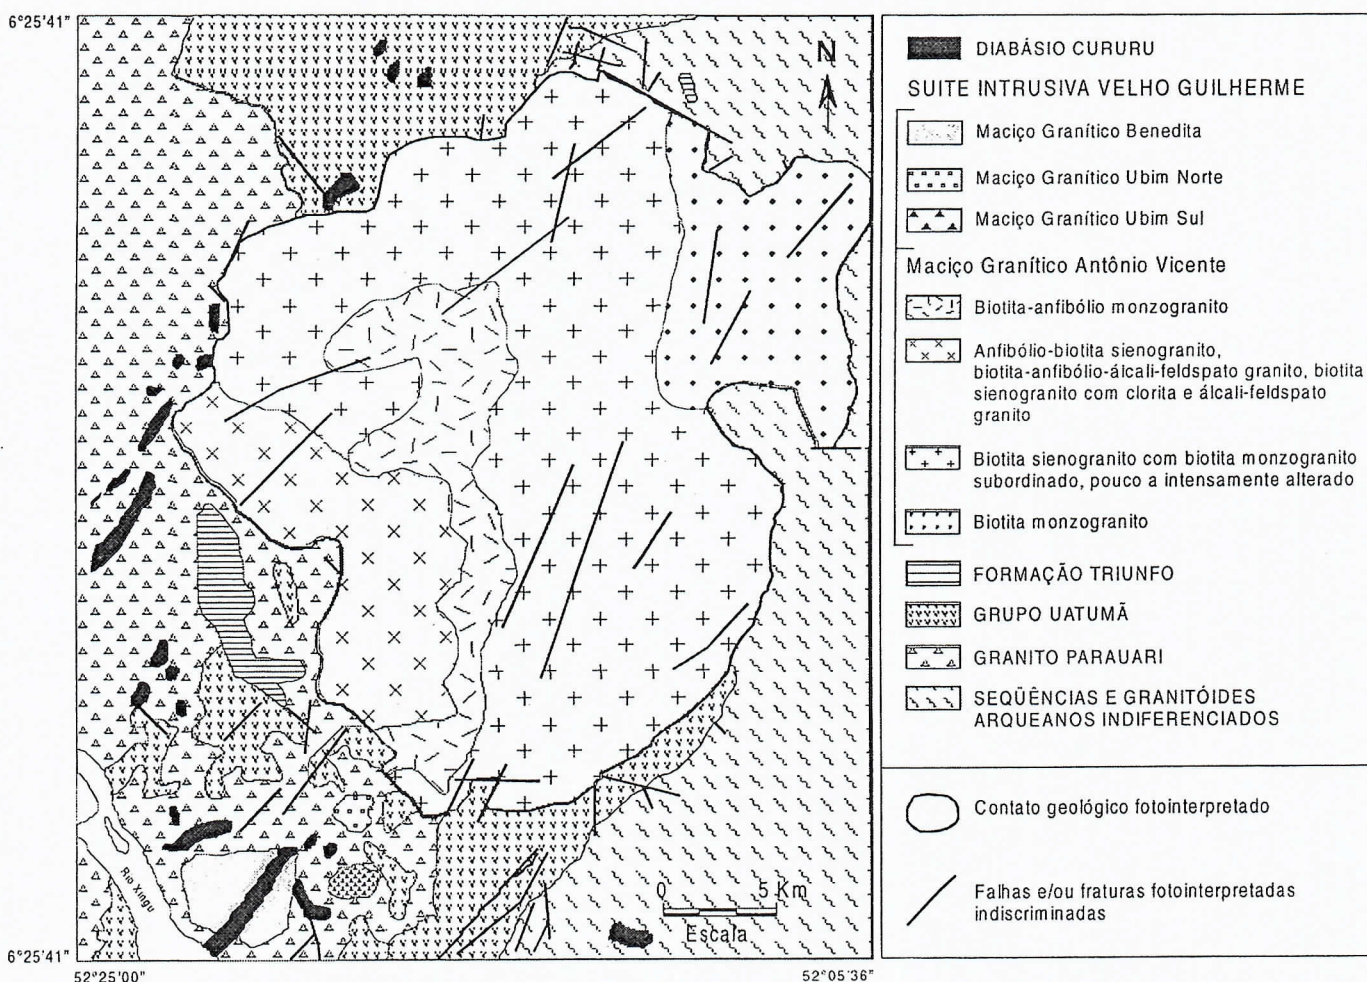 6°25'41"
N
0 5 Km
Escala
Rio Xingu
6°25'41"
52°25'00"
52°05'36"
DIABÁSIO CURURU
SUITE INTRUSIVA VELHO GUILHERME
Maciço Granítico Benedita
Maciço Granítico Ubim Norte
Maciço Granítico Ubim Sul
Maciço Granítico Antônio Vicente
Biotita-anfibólio monzogranito
Anfibólio-biotita sienogranito,
biotita-anfibólio-álcali-feldspato granito, biotita
sienogranito com clorita e álcali-feldspato
granito
Biotita sienogranito com biotita monzogranito
subordinado, pouco a intensamente alterado
Biotita monzogranito
FORMAÇÃO TRIUNFO
GRUPO UATUMÃ
GRANITO PARAUARI
SEQÜÊNCIAS E GRANITÓIDES
ARQUEANOS INDIFERENCIADOS
Contato geológico fotointerpretado
Falhas e/ou fraturas fotointerpretadas
indiscriminadas